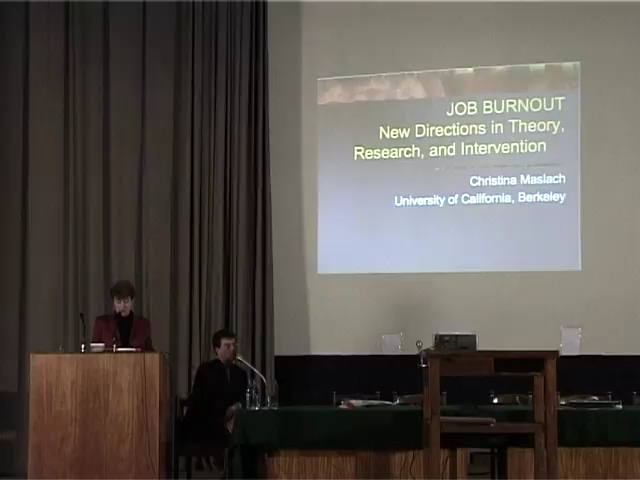 JOB BURNOUT
New Directions in Theory,
Research, and Intervention
Christina Maslach
University of California, Berkeley